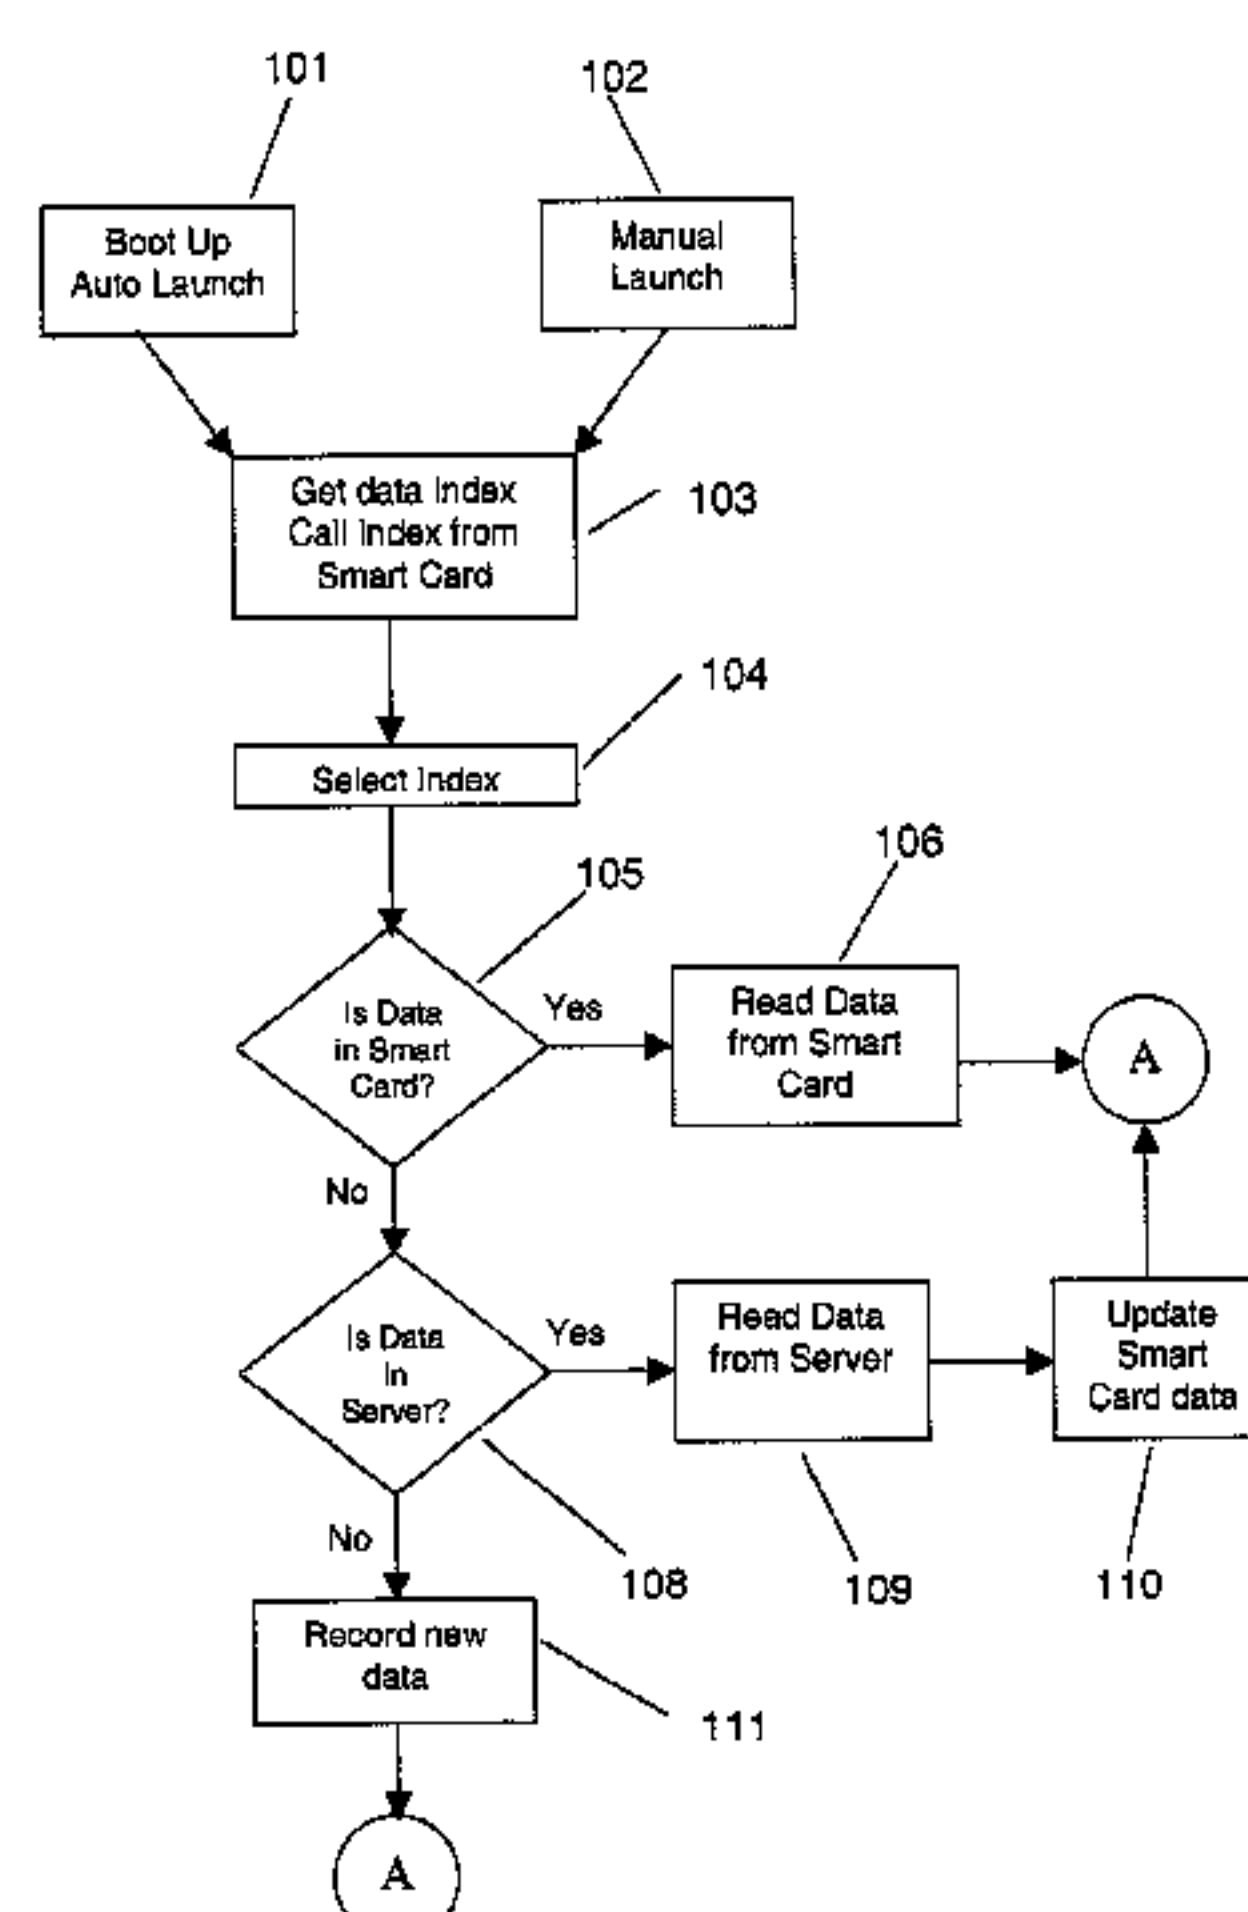 101
102
Boot Up
Auto Launch
Manual
Launch
Get data Index
Call Index from
Smart Card
103
104
Select Index
105
106
Is Data
in Smart
Card?
Yes
Read Data
from Smart
Card
A
No
Is Data
In
Server?
Yes
Read Data
from Server
Update
Smart
Card data
No
108
109
110
Record new
data
111
A